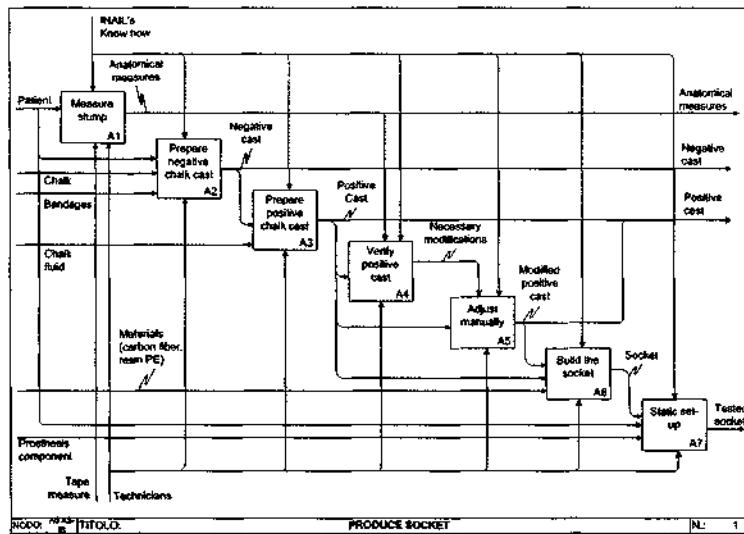 INAIL's
Know how
Anatomical
measures
Patient
Measure
stump
A1
Anatomical
measures
Prepare
negative
chalk cast
A2
Negative
cast
Negative
cast
Chalk
Bandages
Prepare
positive
chalk cast
A3
Positive
Cast
Positive
cast
Chalk
fluid
Verify
positive
cast
A4
Necessary
modifications
Modified
positive
cast
Adjust
manually
A5
Materials
(carbon fiber,
resin PE)
Build the
socket
A6
Socket
Static set-
up
A7
Tested
socket
Prosthesis
component
Tape
measure
Technicians
NODO:
TITOLO:
PRODUCE SOCKET
N.:
1